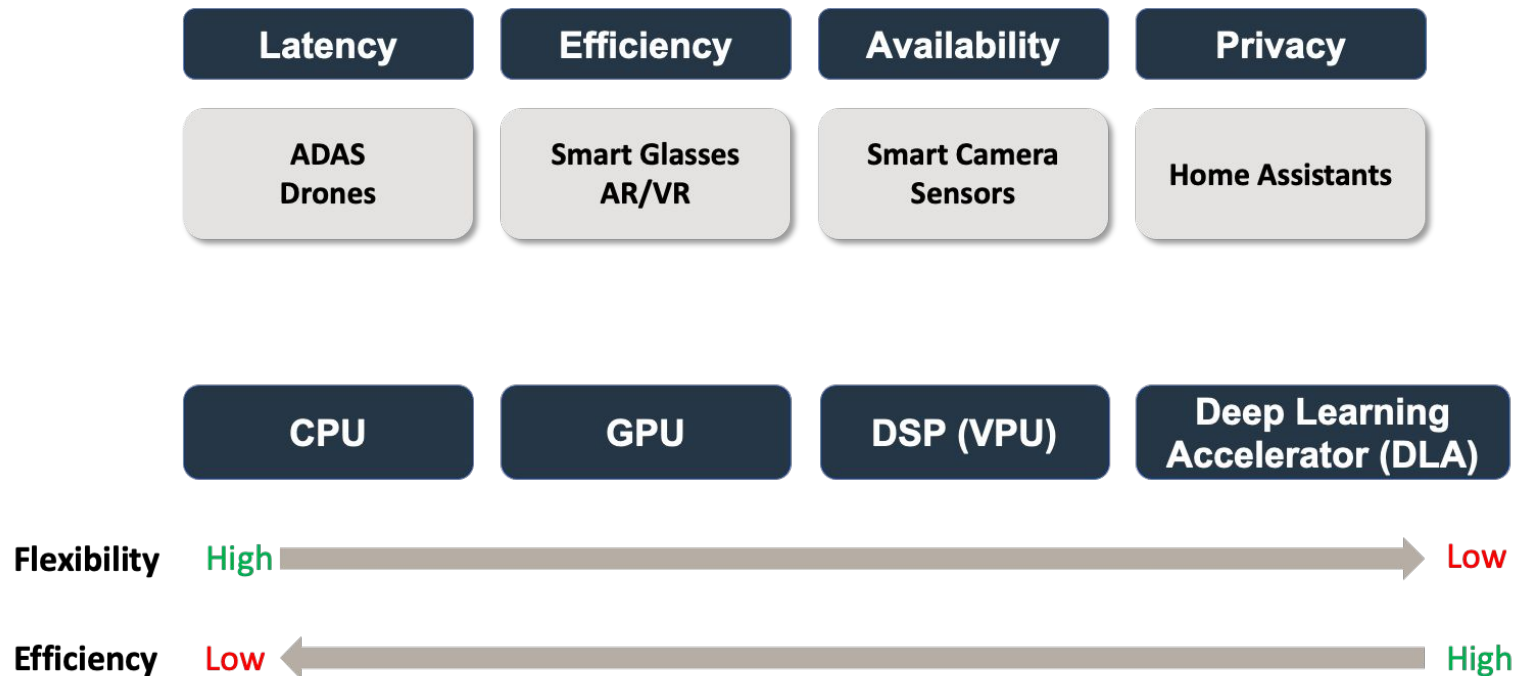 Latency
Efficiency
Availability
Privacy
ADAS
Drones
Smart Glasses
AR/VR
Smart Camera
Sensors
Home Assistants
CPU
GPU
DSP (VPU)
Deep Learning
Accelerator (DLA)
Flexibility High Low
Efficiency Low High